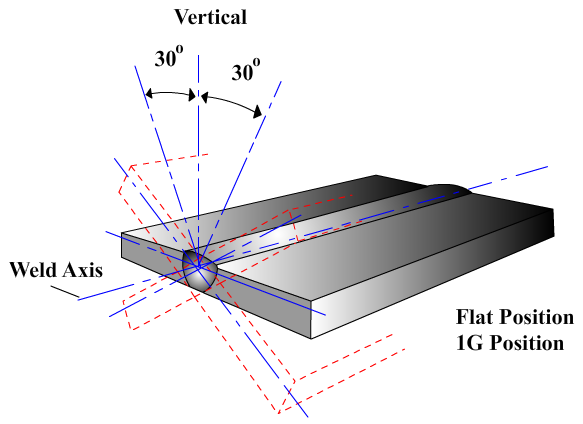 Vertical
30º 30º
Weld Axis
Flat Position
1G Position